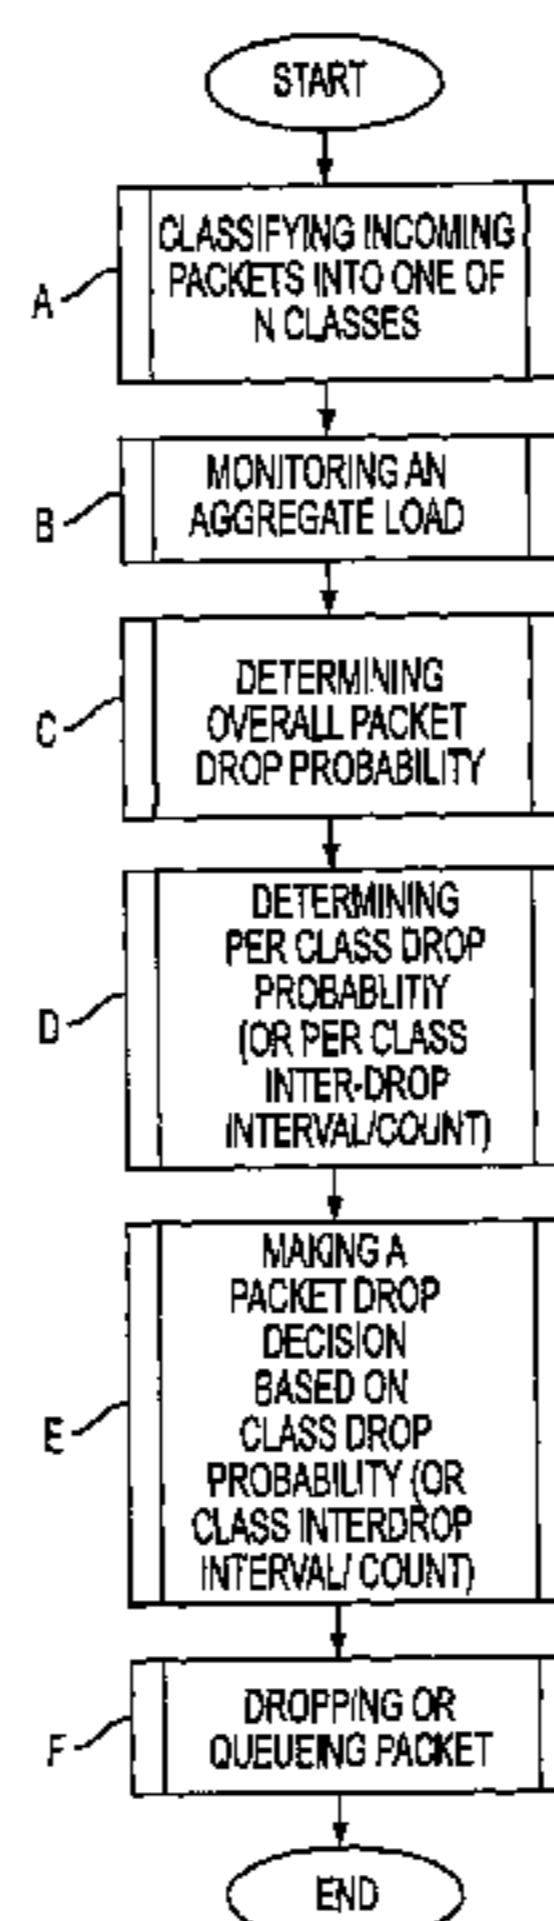 START
CLASSIFYING INCOMING
PACKETS INTO ONE OF
N CLASSES
A
MONITORING AN
AGGREGATE LOAD
B
DETERMINING
OVERALL PACKET
DROP PROBABILITY
C
DETERMINING
PER CLASS DROP
PROBABLITIY
(OR PER CLASS
INTER-DROP
INTERVAL/COUNT)
D
MAKING A
PACKET DROP
DECISION
BASED ON
CLASS DROP
PROBABILITY (OR
CLASS INTERDROP
INTERVAL/ COUNT)
E
DROPPING OR
QUEUEING PACKET
F
END